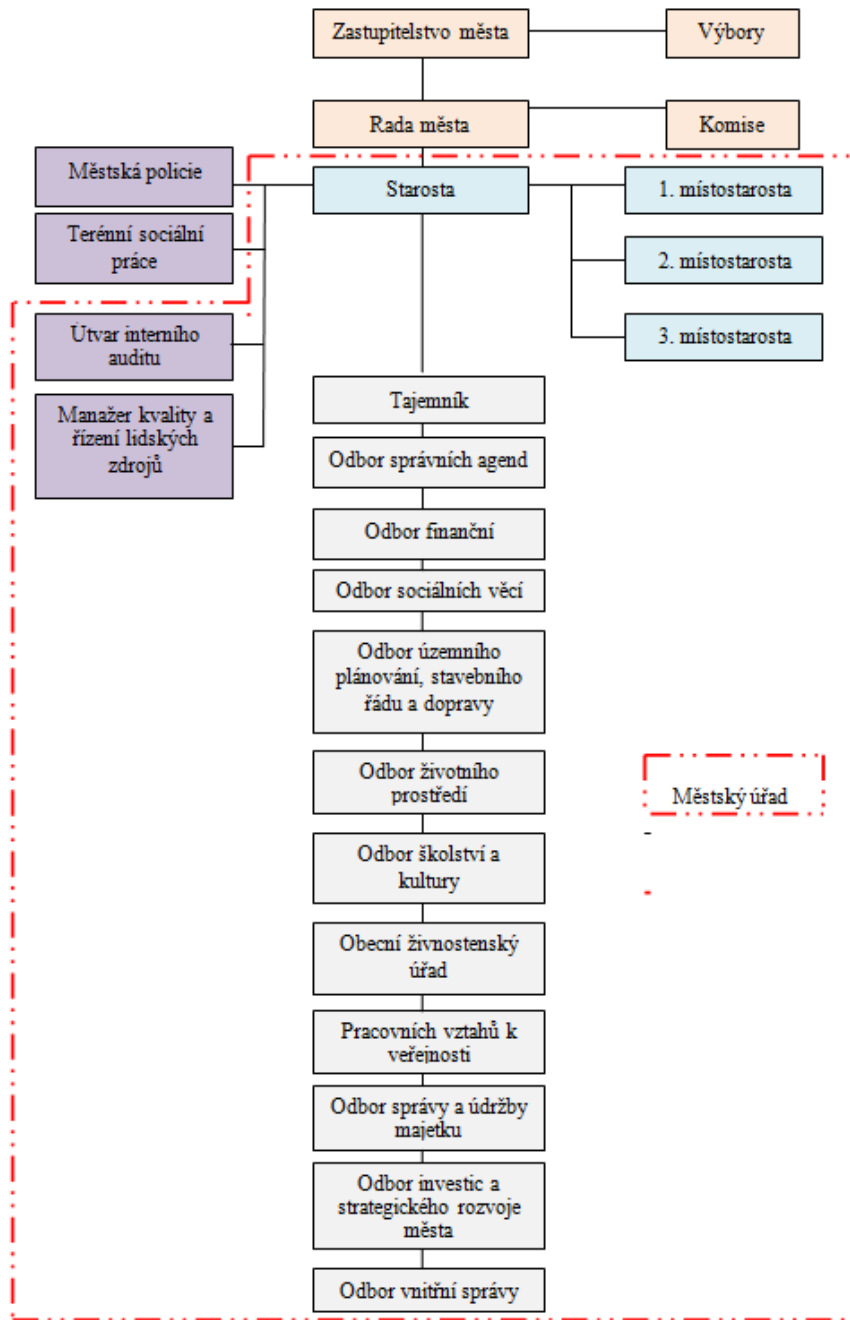 Zastupitelstvo města
Výbory
Rada města
Komise
Městská policie
Starosta
1. místostarosta
Terénní sociální
práce
2. místostarosta
Útvar interního
auditu
3. místostarosta
Manažer kvality a
řízení lidských
zdrojů
Tajemník
Odbor správních agend
Odbor finanční
Odbor sociálních věcí
Odbor územního
plánování, stavebního
řádu a dopravy
Odbor životního
prostředí
Městský úřad
Odbor školství a
kultury
Obecní živnostenský
úřad
Pracovních vztahů k
veřejnosti
Odbor správy a údržby
majetku
Odbor investic a
strategického rozvoje
města
Odbor vnitřní správy